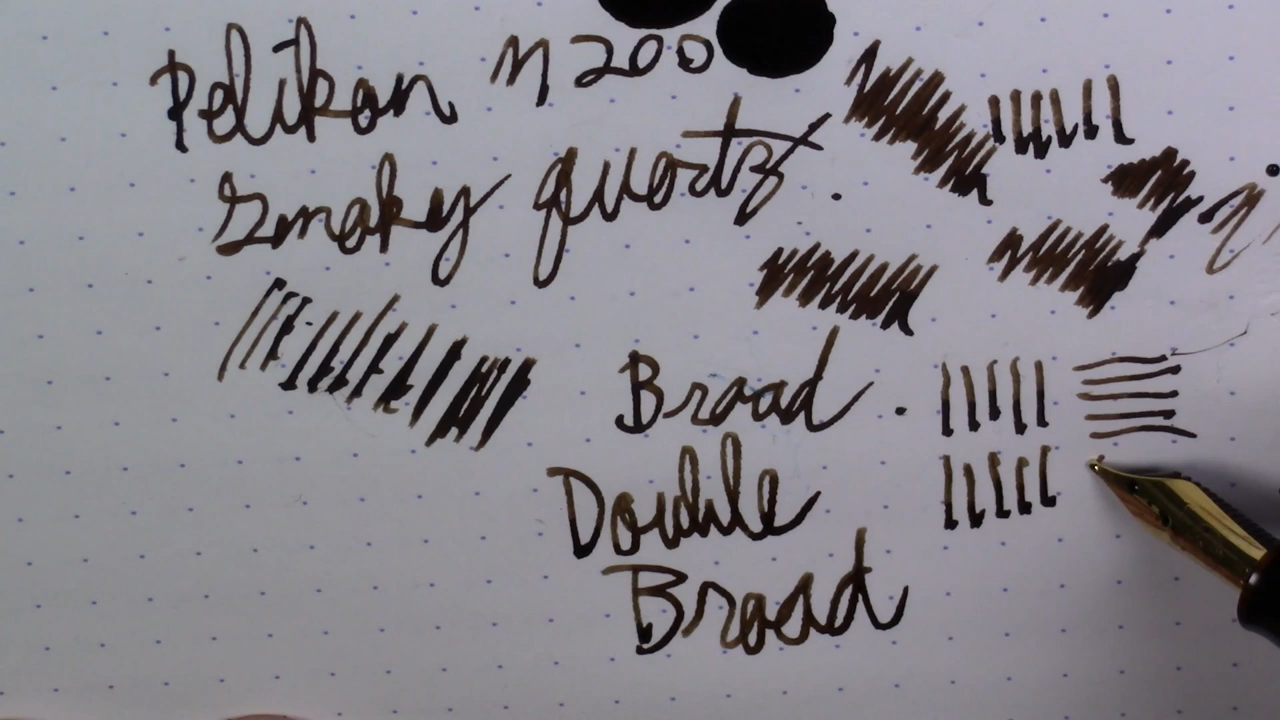 Pelikan M200
Smoky quartz.
Broad.
Double
Broad